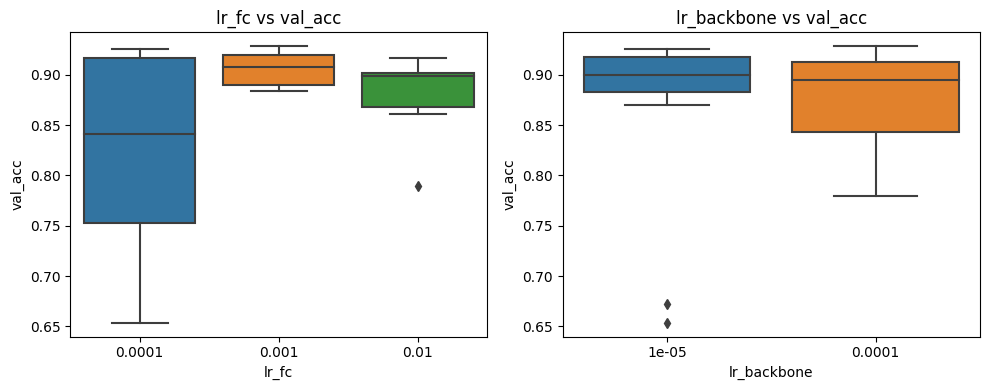 lr_fc vs val_acc
val_acc
0.90
0.85
0.80
0.75
0.70
0.65
0.0001
0.001
0.01
lr_fc
lr_backbone vs val_acc
val_acc
0.90
0.85
0.80
0.75
0.70
0.65
1e-05
0.0001
lr_backbone